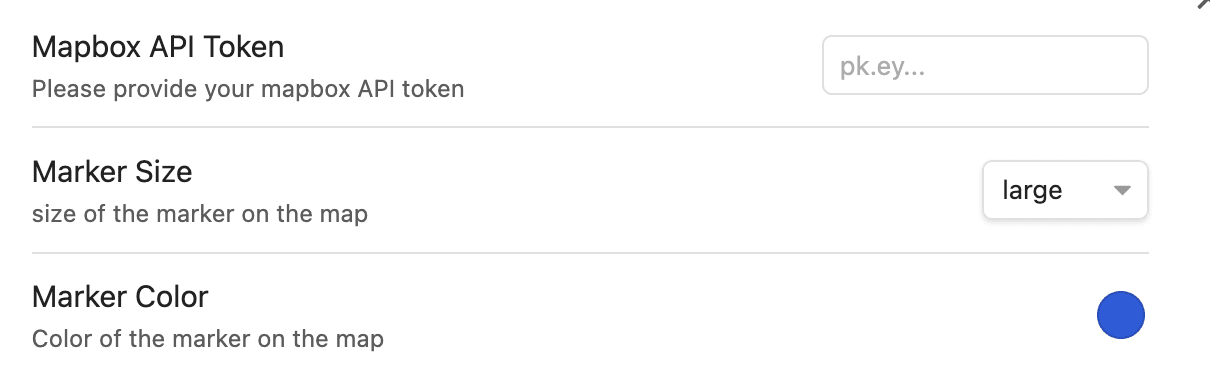 Mapbox API Token
pk.ey...
Please provide your mapbox API token
Marker Size
large
size of the marker on the map
Marker Color
Color of the marker on the map